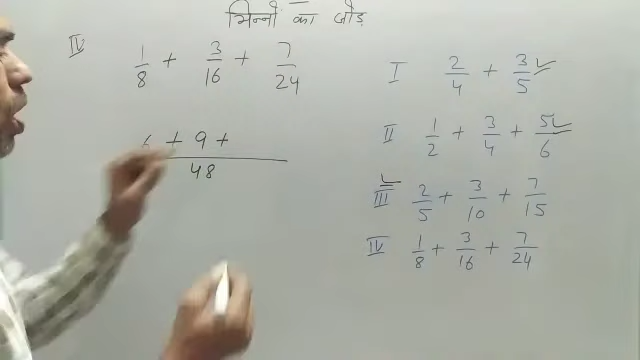 भिन्नों का जोड़
IV 1/8 + 3/16 + 7/24
6 + 9 +
48
I 2/4 + 3/5 ✓
II 1/2 + 3/4 + 5/6 ✓
III 2/5 + 3/10 + 7/15
IV 1/8 + 3/16 + 7/24